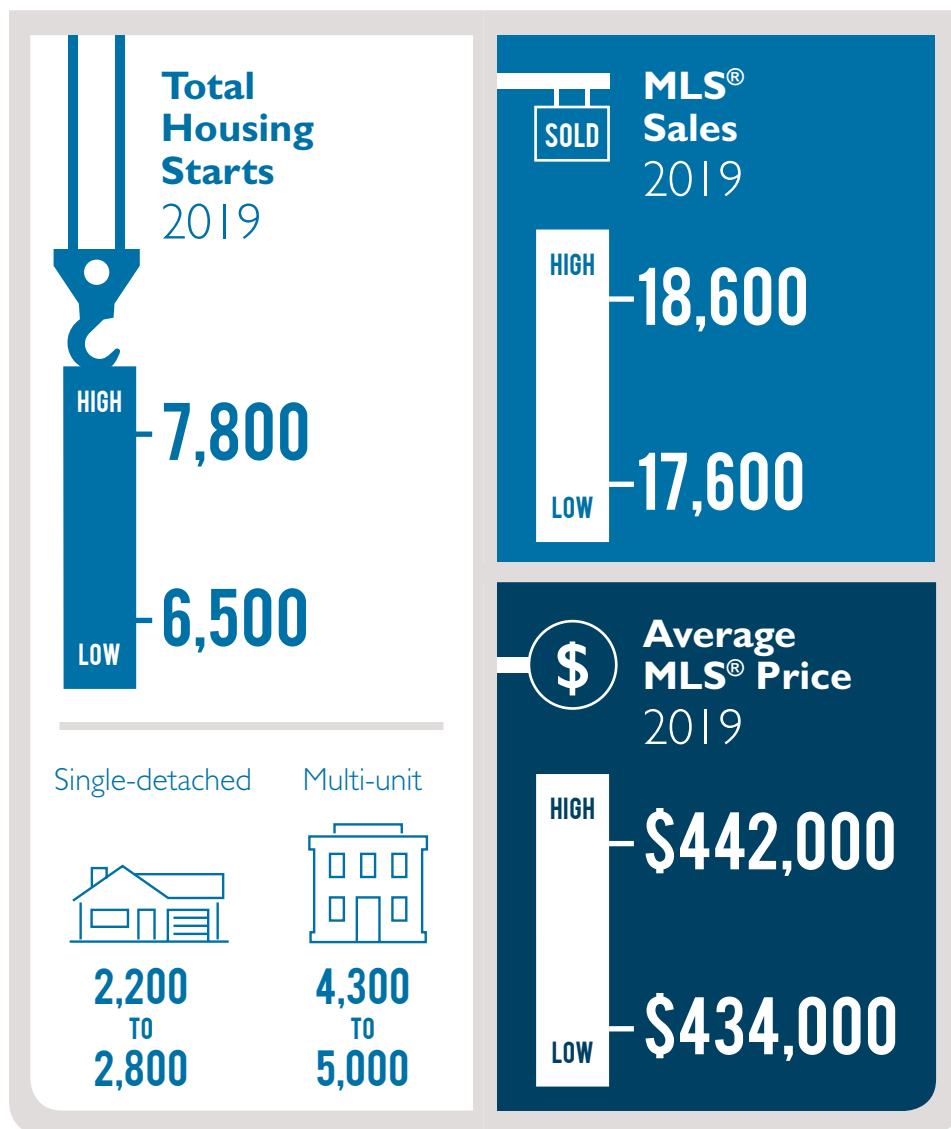 Total
Housing
Starts
2019
HIGH
7,800
6,500
LOW
Single-detached
2,200
TO
2,800
Multi-unit
4,300
TO
5,000
SOLD
MLS®
Sales
2019
HIGH
18,600
17,600
LOW
$
Average
MLS® Price
2019
HIGH
$442,000
$434,000
LOW